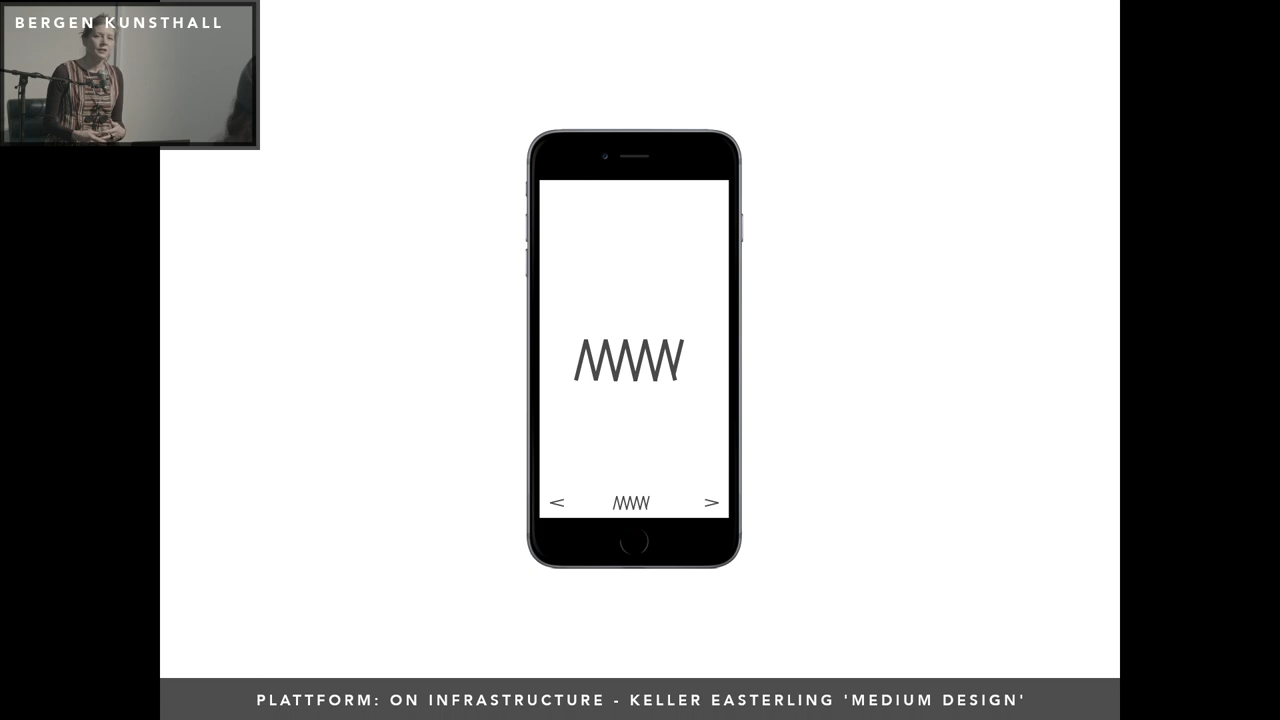 BERGEN KUNSTHALL
<
>
PLATTFORM: ON INFRASTRUCTURE - KELLER EASTERLING 'MEDIUM DESIGN'